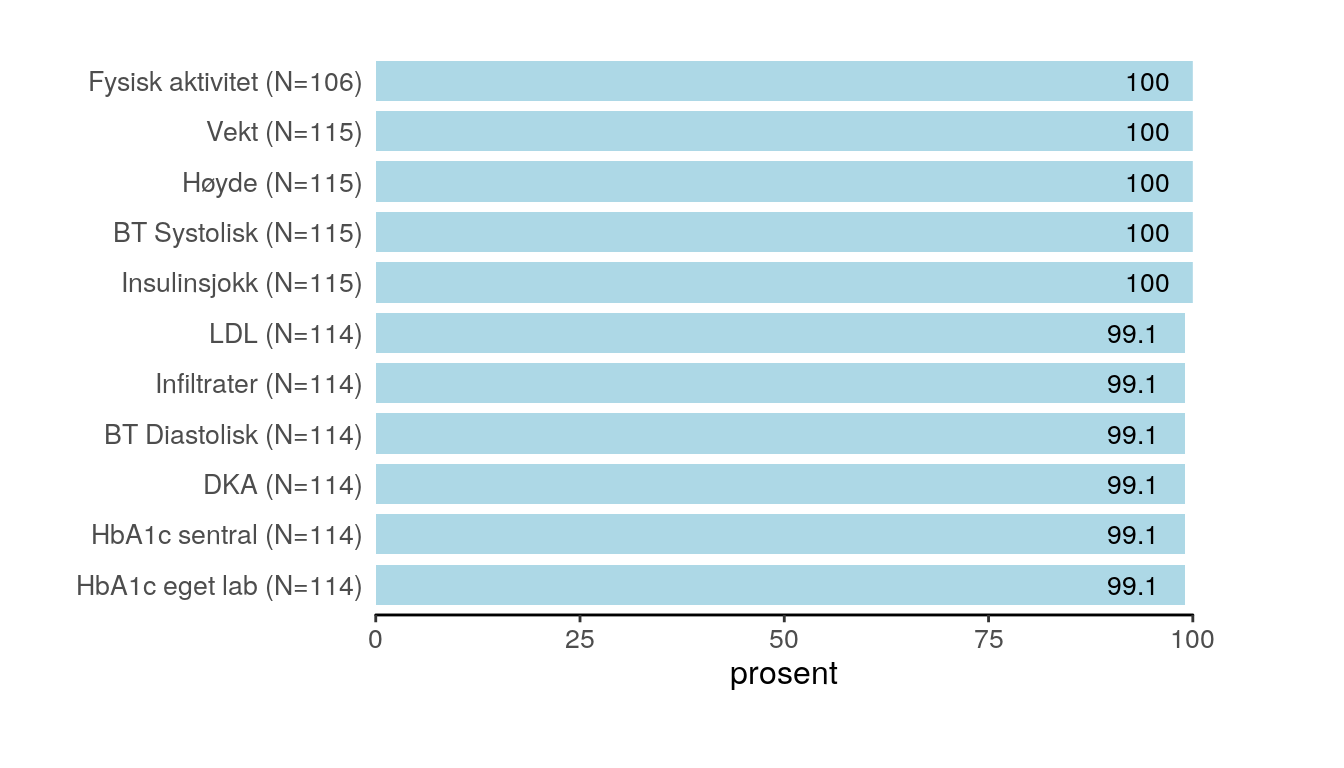 Fysisk aktivitet (N=106) 100
Vekt (N=115) 100
Høyde (N=115) 100
BT Systolisk (N=115) 100
Insulinsjokk (N=115) 100
LDL (N=114) 99.1
Infiltrater (N=114) 99.1
BT Diastolisk (N=114) 99.1
DKA (N=114) 99.1
HbA1c sentral (N=114) 99.1
HbA1c eget lab (N=114) 99.1
0 25 50 75 100
prosent